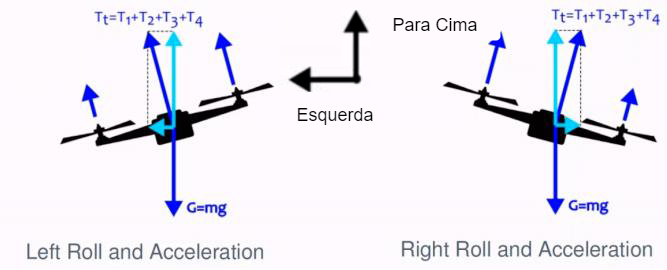 Tt=T1+T2+T3+T4
Para Cima
Tt=T1+T2+T3+T4
Esquerda
G=mg
G=mg
Left Roll and Acceleration
Right Roll and Acceleration